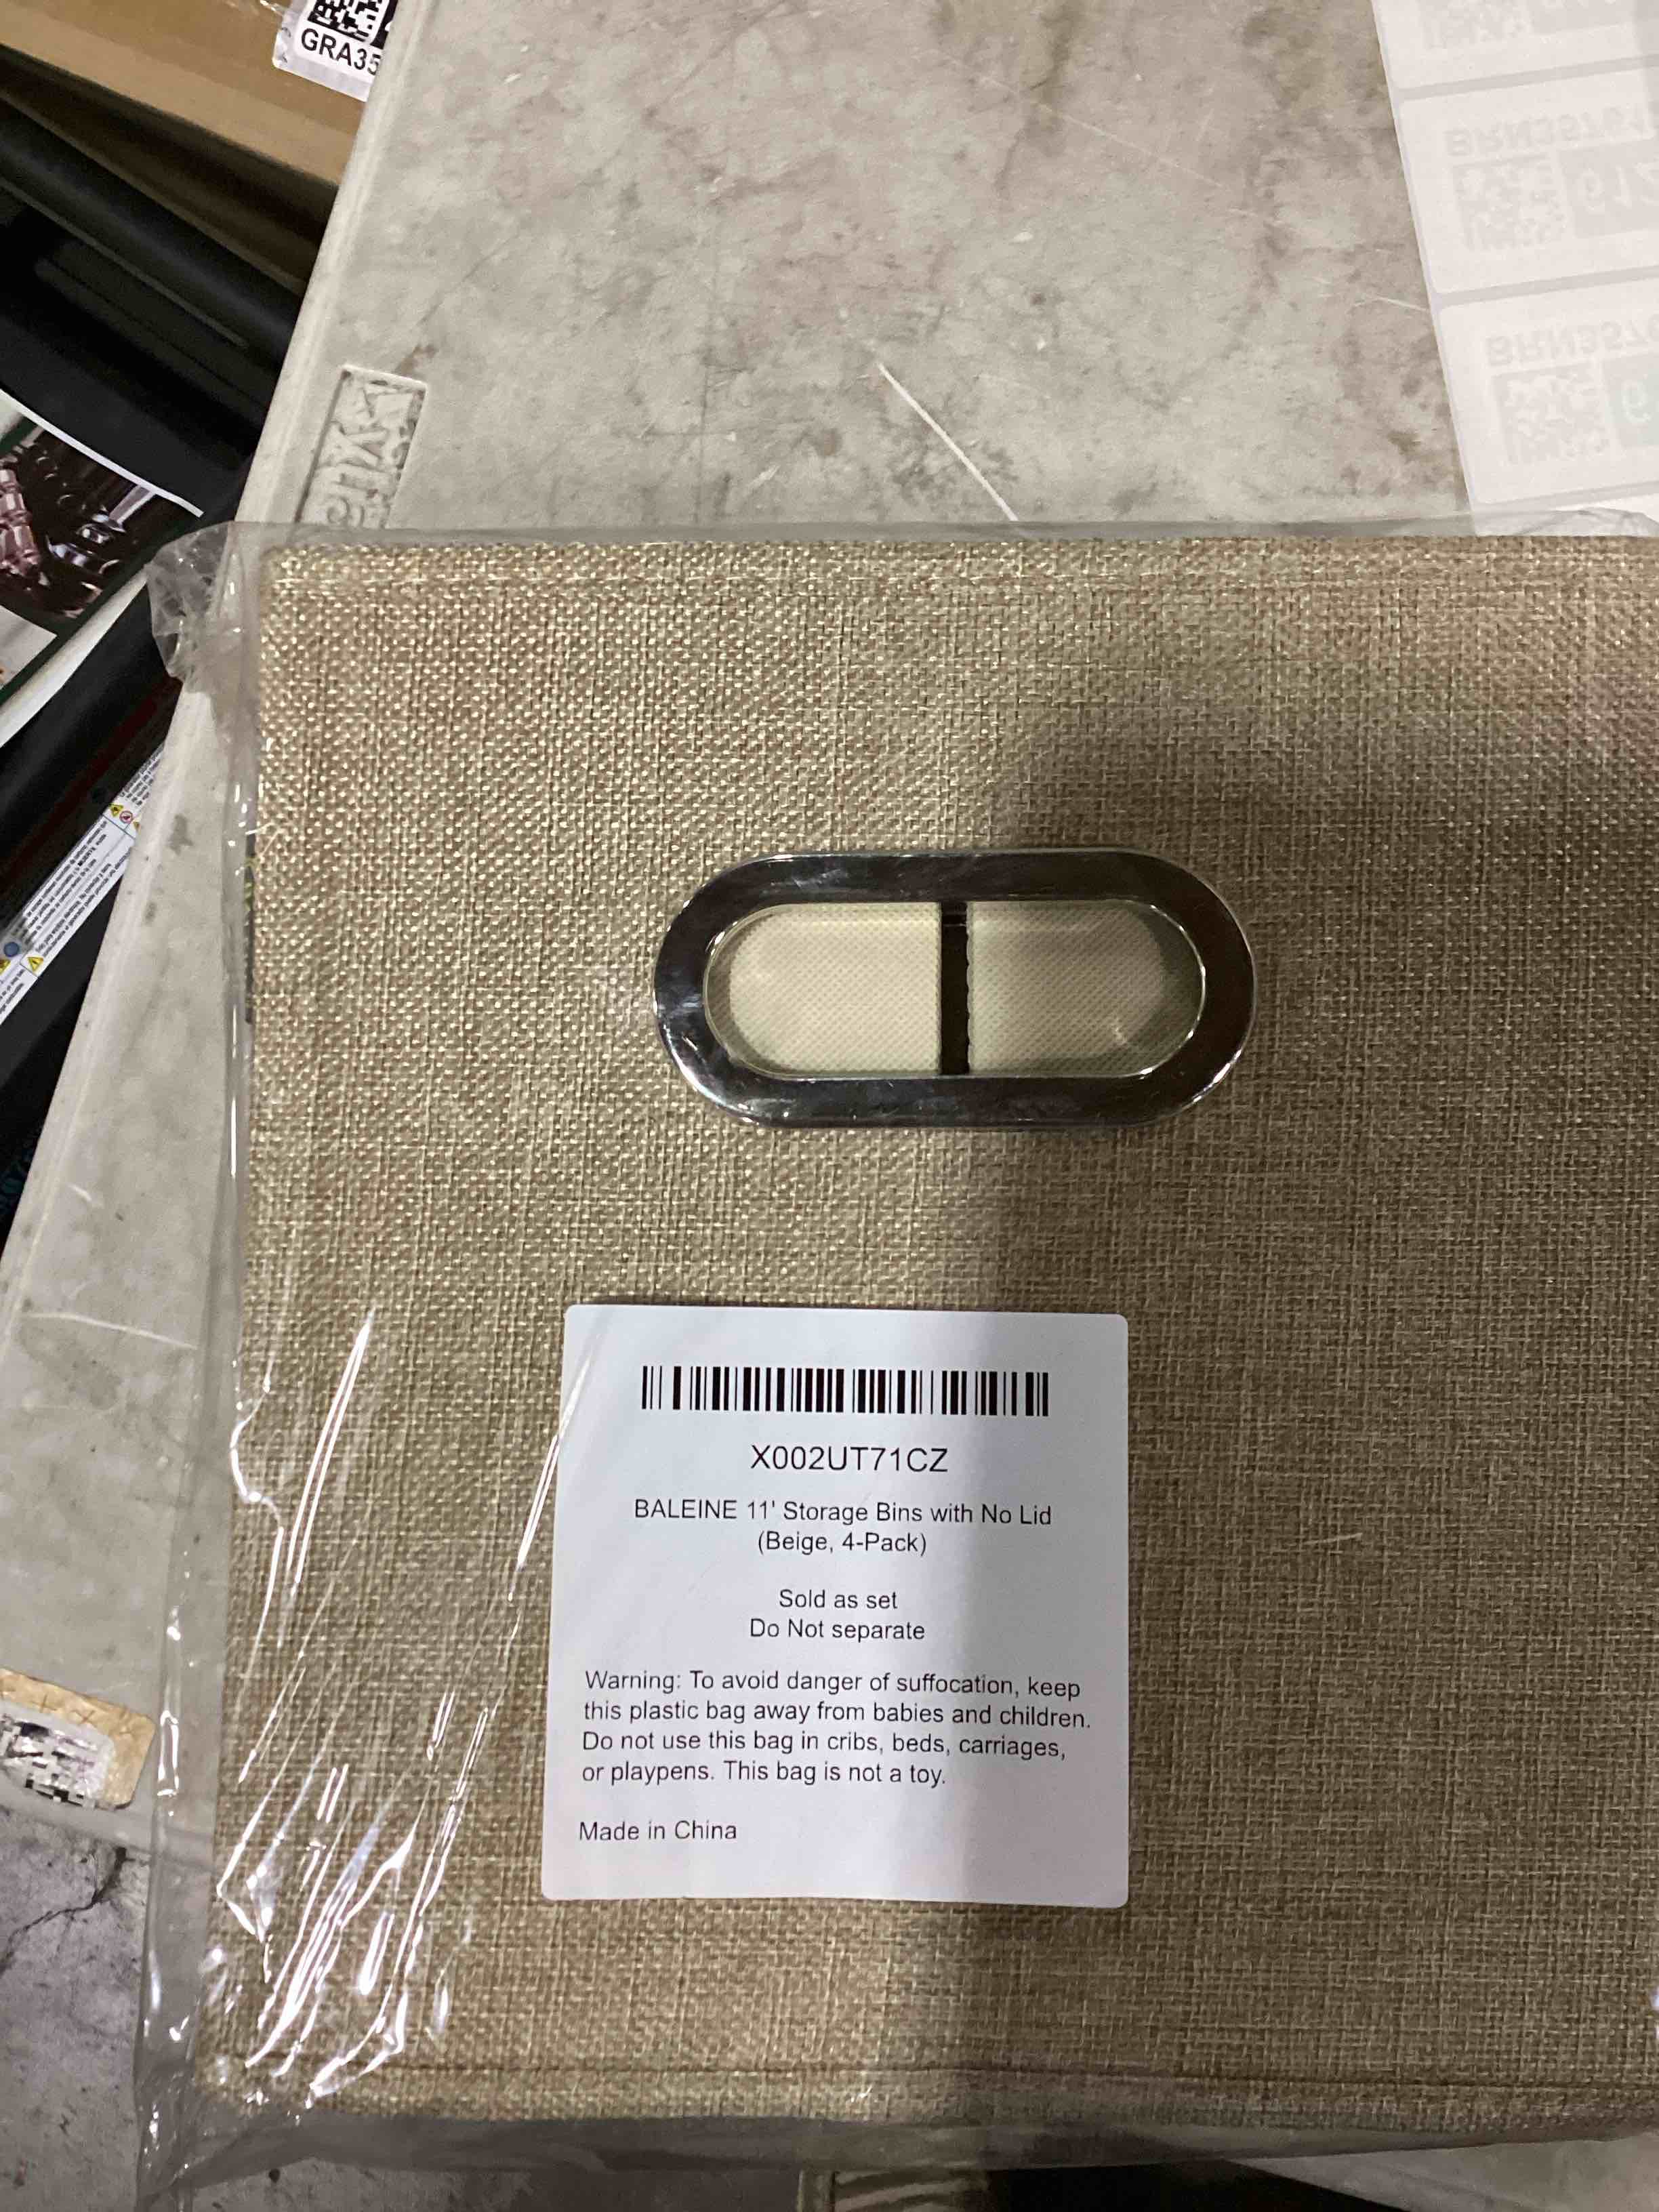 GRA35
X002UT71CZ
BALEINE 11' Storage Bins with No Lid
(Beige, 4-Pack)
Sold as set
Do Not separate
Warning: To avoid danger of suffocation, keep
this plastic bag away from babies and children.
Do not use this bag in cribs, beds, carriages,
or playpens. This bag is not a toy.
Made in China